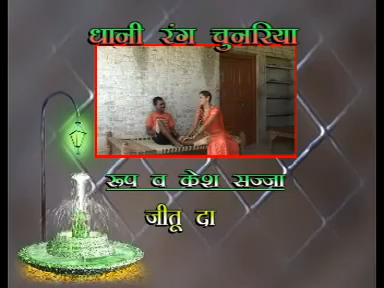 धानी रंग चुनरिया
रूप व केश सज्जा
जीतू दा